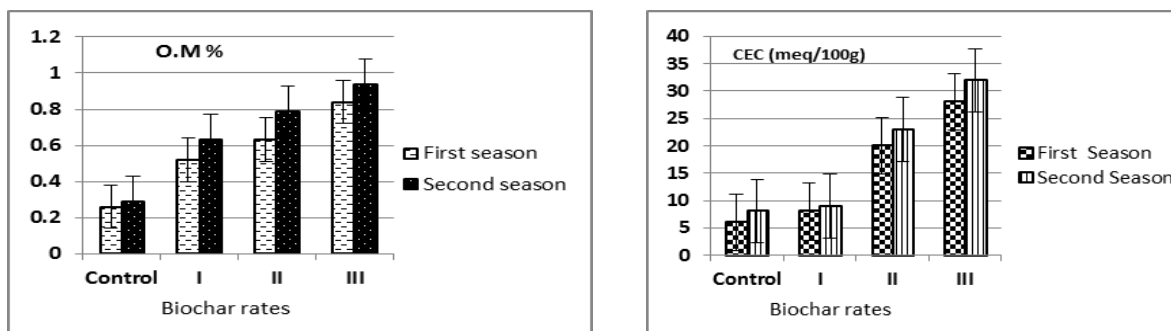 O.M %
1.2
1
0.8
0.6
0.4
0.2
0
Control I II III
Biochar rates
First season
Second season
CEC (meq/100g)
40
35
30
25
20
15
10
5
0
Control I II III
Biochar rates
First Season
Second Season